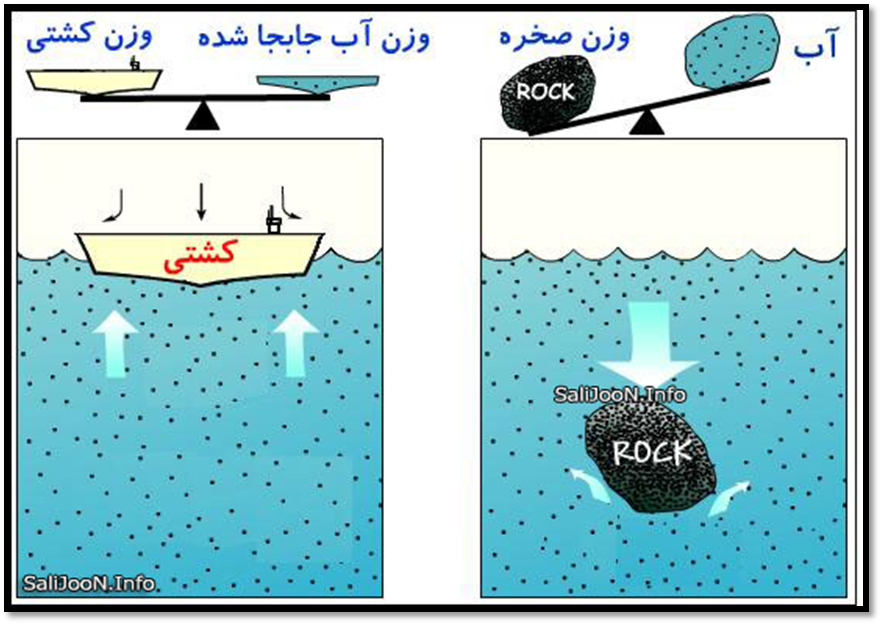 وزن کشتی
وزن آب جابجا شده
وزن صخره
آب
ROCK
کشتی
SaliJooN.Info
ROCK
SaliJooN.Info